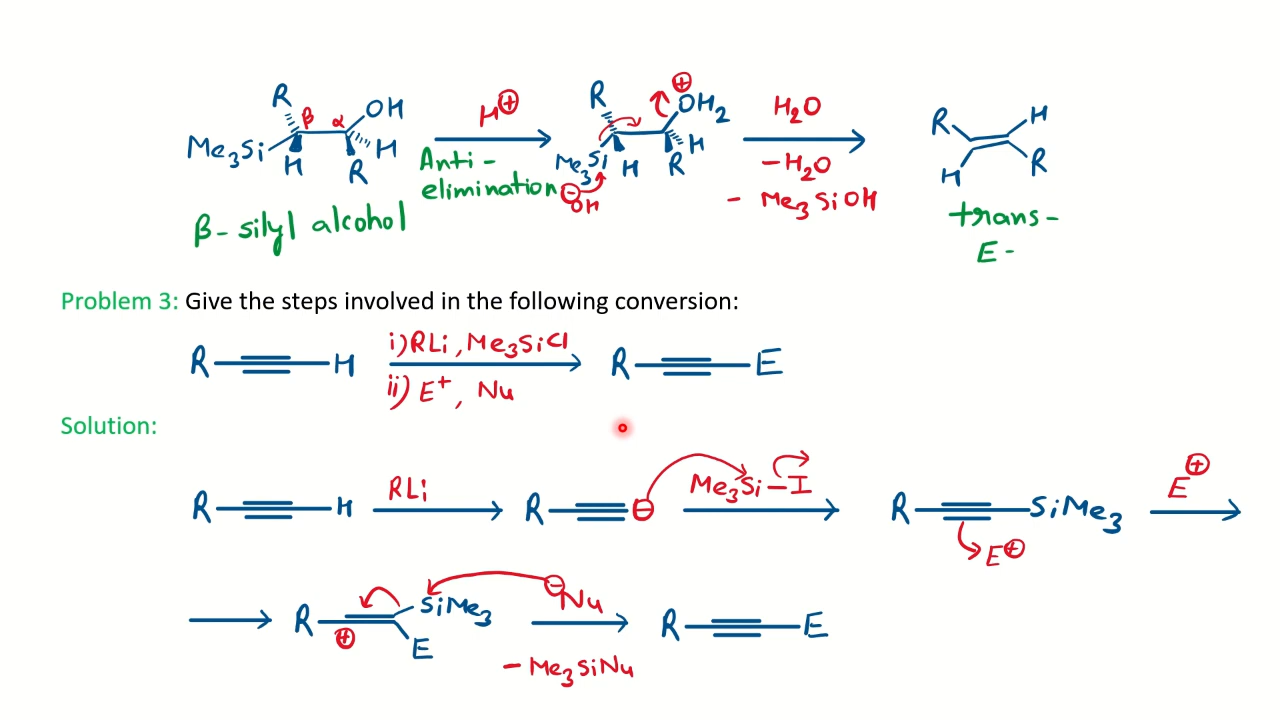 R β α OH H⊕ R ⊕ OH2 H2O R H
Me3Si H R H Anti-elimination Me3Si H R H ⊖OH −H2O − Me3SiOH H R
β-silyl alcohol trans-
E-
Problem 3: Give the steps involved in the following conversion:
R H i) RLi, Me3SiCl R E
ii) E+, Nu
Solution:
R H RLi R ⊖ Me3Si–I R SiMe3 E⊕
E⊕
R SiMe3 ⊖Nu R E
⊕ E − Me3SiNu